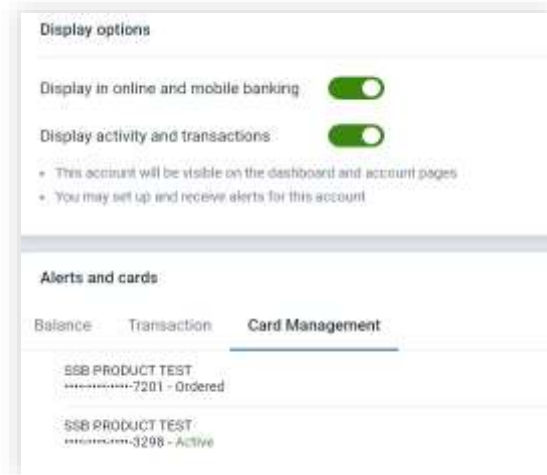 Display options
Display in online and mobile banking
Display activity and transactions
• This account will be visible on the dashboard and account pages
• You may set up and receive alerts for this account
Alerts and cards
Balance Transaction Card Management
SSB PRODUCT TEST
••••-••••-••••-7201 - Ordered
SSB PRODUCT TEST
••••-••••-••••-3298 - Active